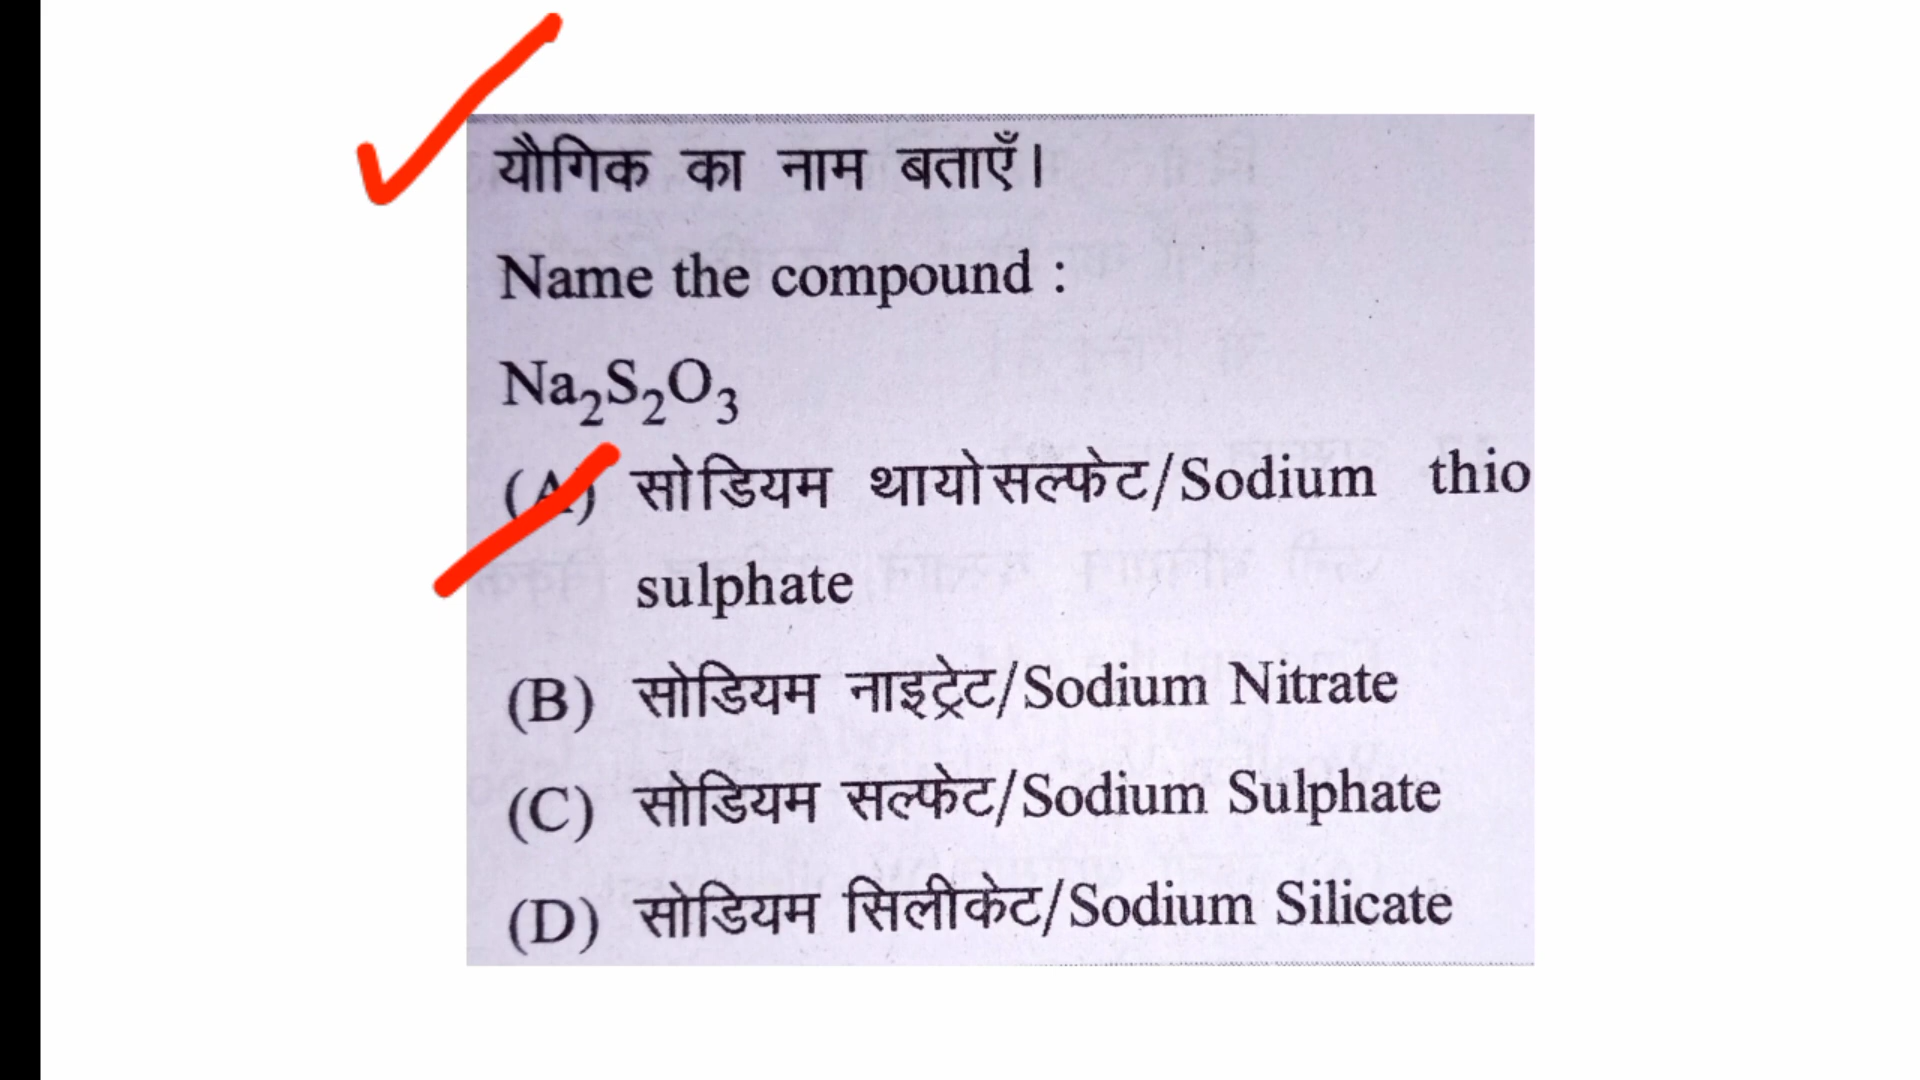 यौगिक का नाम बताएँ।
Name the compound :
Na₂S₂O₃
(A) सोडियम थायोसल्फेट/Sodium thio
sulphate
(B) सोडियम नाइट्रेट/Sodium Nitrate
(C) सोडियम सल्फेट/Sodium Sulphate
(D) सोडियम सिलीकेट/Sodium Silicate